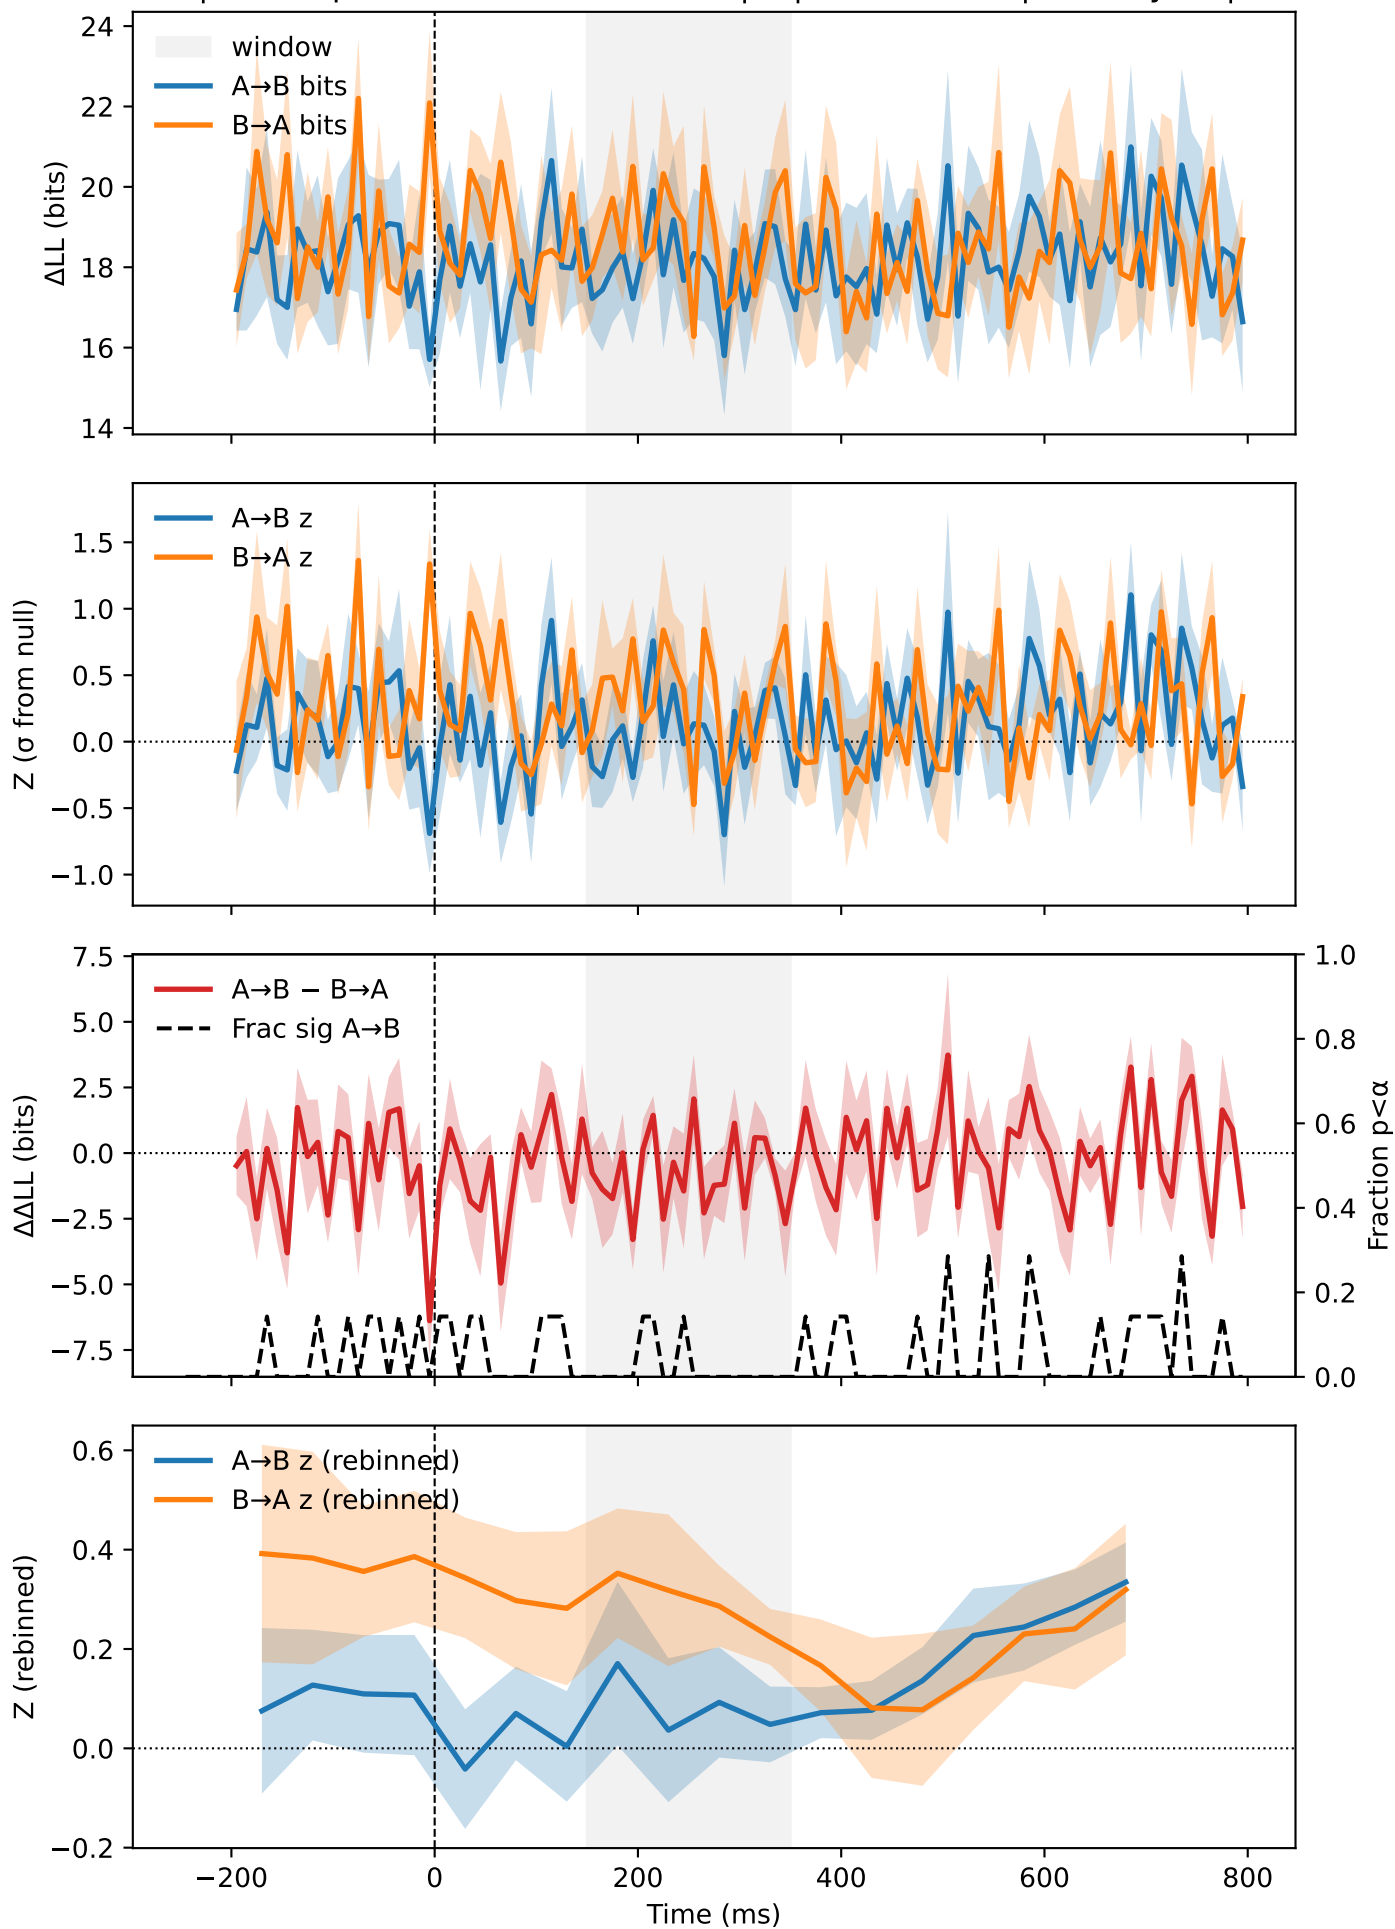 24
22
20
18
16
14
ΔLL (bits)
window
A→B bits
B→A bits
1.5
1.0
0.5
0.0
−0.5
−1.0
Z (σ from null)
A→B z
B→A z
7.5
5.0
2.5
0.0
−2.5
−5.0
−7.5
ΔΔLL (bits)
A→B − B→A
Frac sig A→B
1.0
0.8
0.6
0.4
0.2
0.0
Fraction p<α
0.6
0.4
0.2
0.0
−0.2
Z (rebinned)
A→B z (rebinned)
B→A z (rebinned)
−200
0
200
400
600
800
Time (ms)